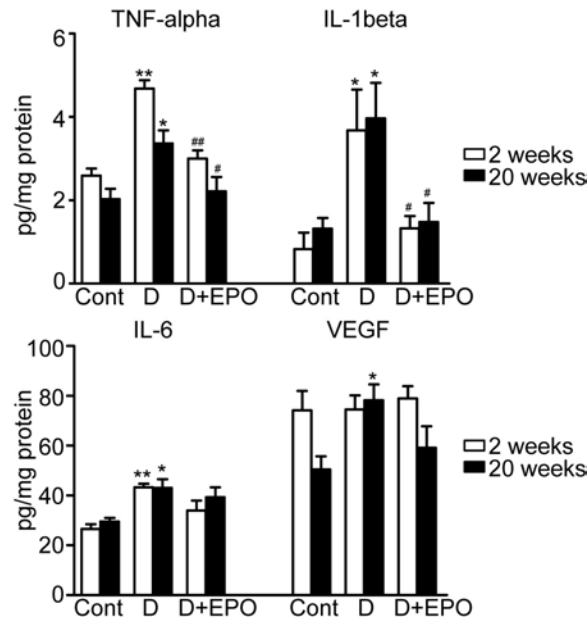 TNF-alpha IL-1beta
6
4
2
0
pg/mg protein
** * ## # * * # #
2 weeks
20 weeks
Cont D D+EPO Cont D D+EPO
IL-6 VEGF
100
80
60
40
20
0
pg/mg protein
** * *
2 weeks
20 weeks
Cont D D+EPO Cont D D+EPO